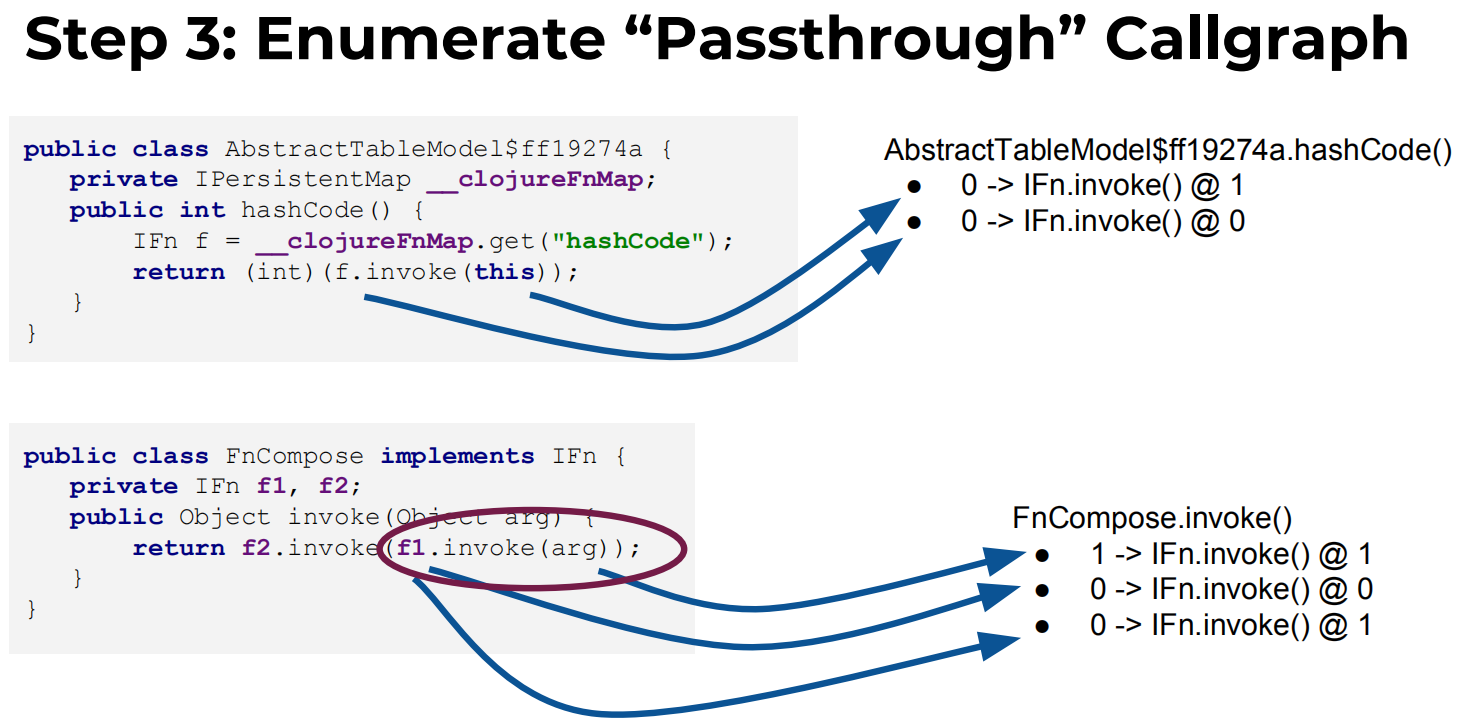 Step 3: Enumerate “Passthrough” Callgraph
public class AbstractTableModel$ff19274a {
private IPersistentMap __clojureFnMap;
public int hashCode() {
IFn f = __clojureFnMap.get("hashCode");
return (int)(f.invoke(this));
}
}
AbstractTableModel$ff19274a.hashCode()
● 0 -> IFn.invoke() @ 1
● 0 -> IFn.invoke() @ 0
public class FnCompose implements IFn {
private IFn f1, f2;
public Object invoke(Object arg) {
return f2.invoke(f1.invoke(arg));
}
}
FnCompose.invoke()
● 1 -> IFn.invoke() @ 1
● 0 -> IFn.invoke() @ 0
● 0 -> IFn.invoke() @ 1